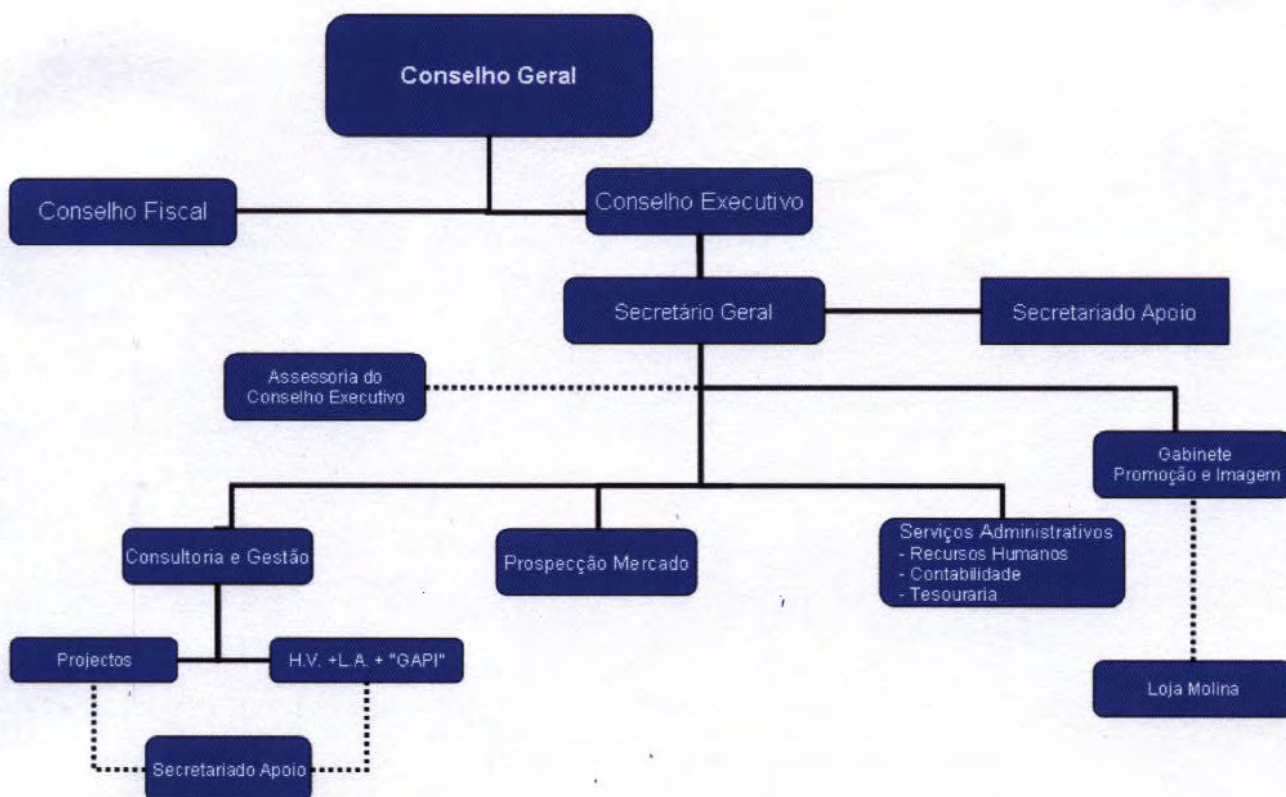 Conselho Geral
Conselho Fiscal
Conselho Executivo
Secretário Geral
Secretariado Apoio
Assessoria do
Conselho Executivo
Gabinete
Promoção e Imagem
Consultoria e Gestão
Prospecção Mercado
Serviços Administrativos
- Recursos Humanos
- Contabilidade
- Tesouraria
Projectos
H.V. +L.A. + "GAPI"
Loja Molina
Secretariado Apoio